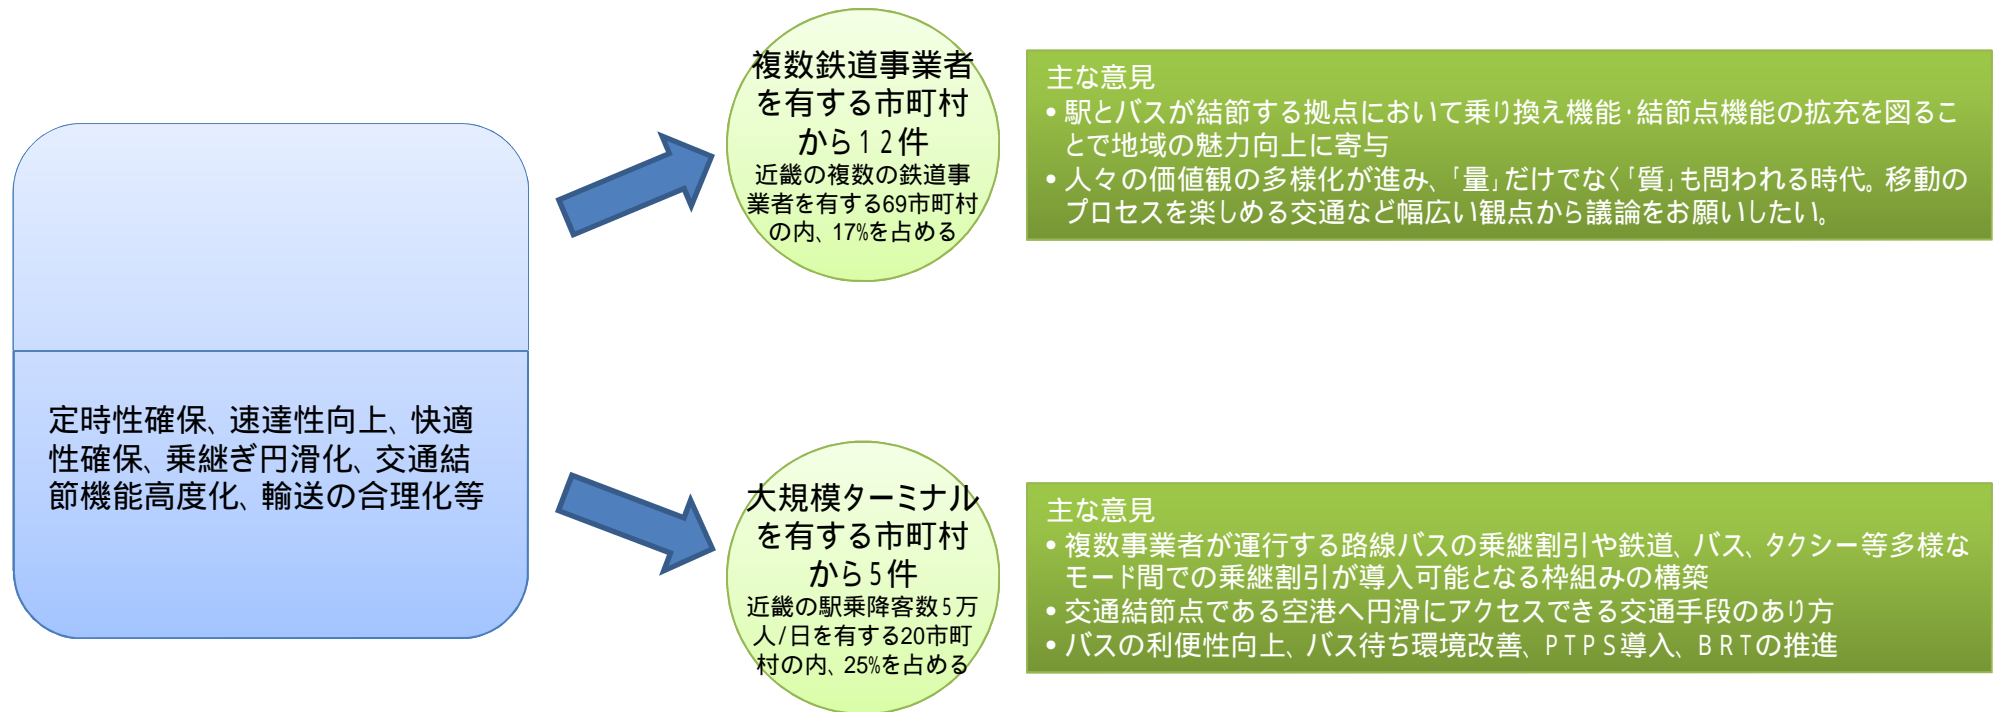 定時性確保、速達性向上、快適
性確保、乗継ぎ円滑化、交通結
節機能高度化、輸送の合理化等
複数鉄道事業者
を有する市町村
から12件
近畿の複数の鉄道事
業者を有する69市町村
の内、17%を占める
主な意見
• 駅とバスが結節する拠点において乗り換え機能・結節点機能の拡充を図るこ
とで地域の魅力向上に寄与
• 人々の価値観の多様化が進み、「量」だけでなく「質」も問われる時代。移動の
プロセスを楽しめる交通など幅広い観点から議論をお願いしたい。
大規模ターミナル
を有する市町村
から5件
近畿の駅乗降客数5万
人/日を有する20市町
村の内、25%を占める
主な意見
• 複数事業者が運行する路線バスの乗継割引や鉄道、バス、タクシー等多様な
モード間での乗継割引が導入可能となる枠組みの構築
• 交通結節点である空港へ円滑にアクセスできる交通手段のあり方
• バスの利便性向上、バス待ち環境改善、PTPS導入、BRTの推進